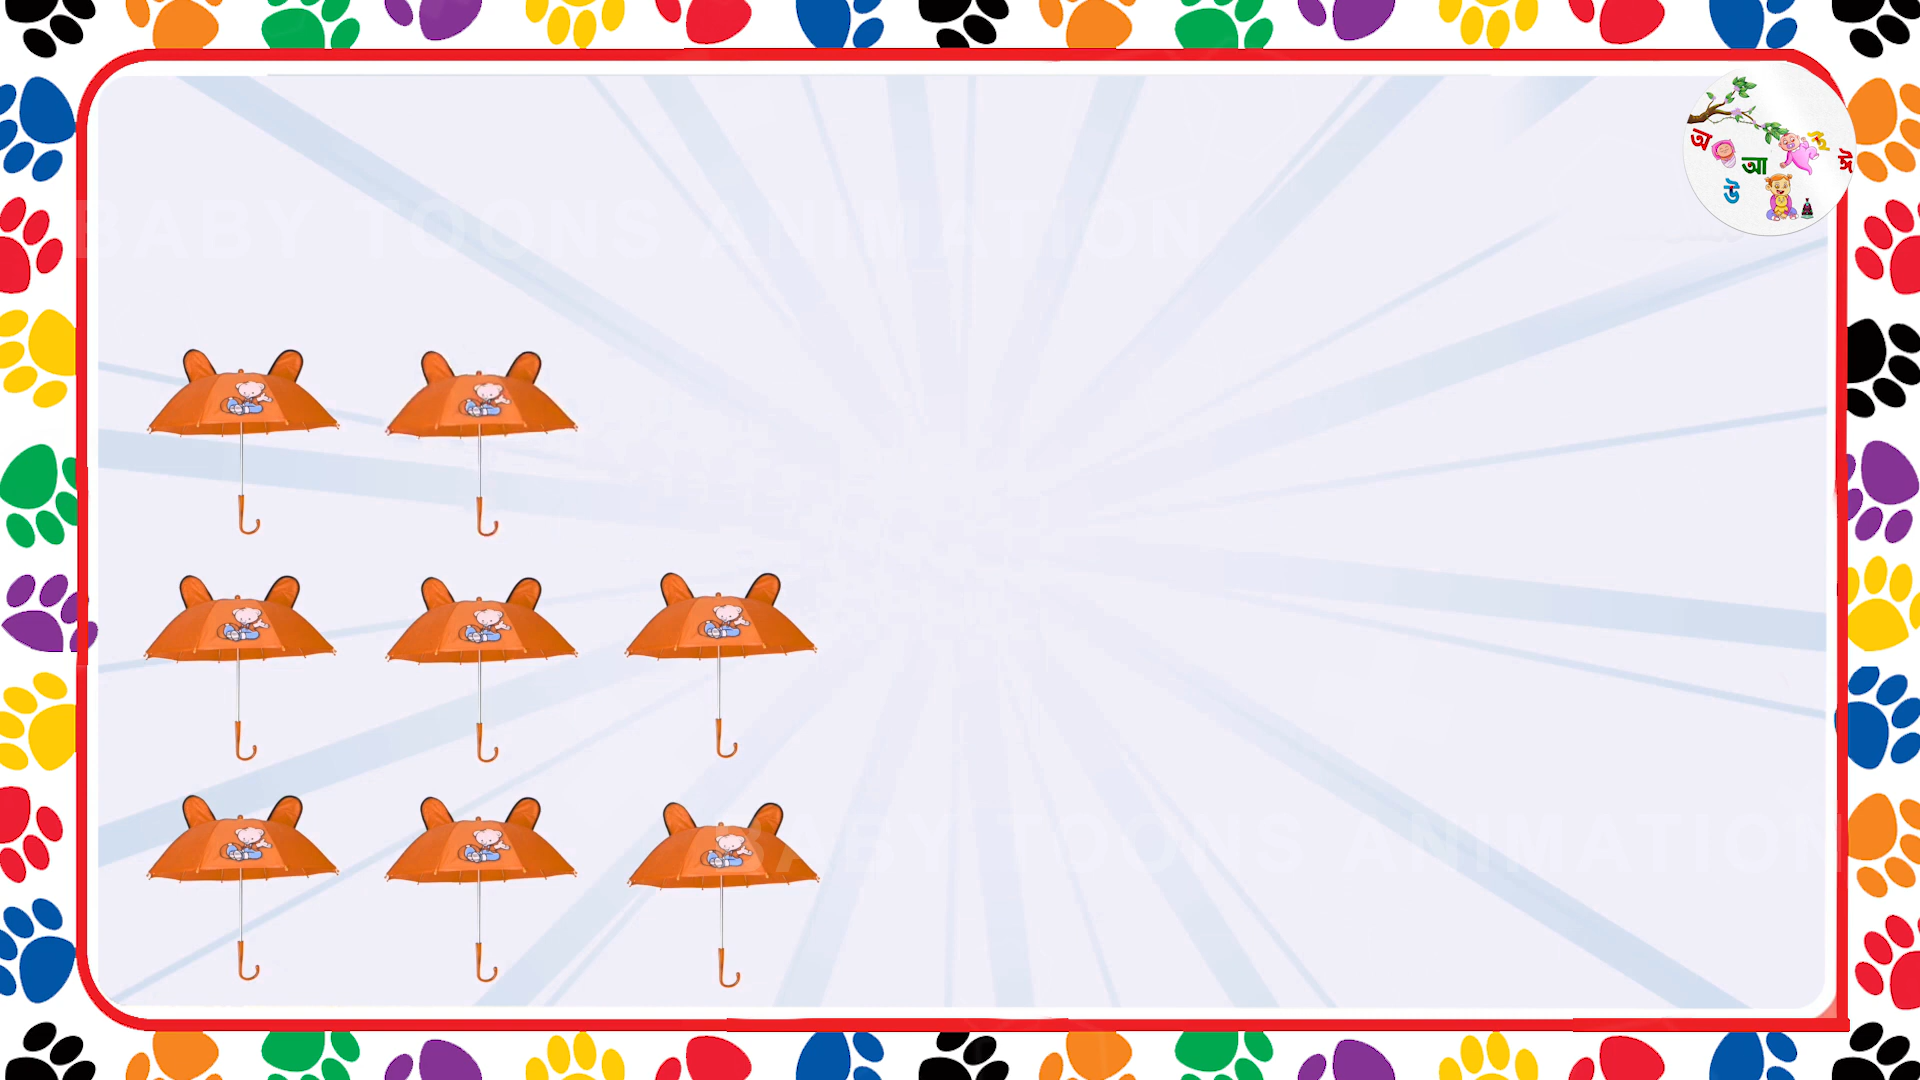 অ
আ
ই
ঈ
উ
BABY TOONS ANIMATION
BABY TOONS ANIMATION